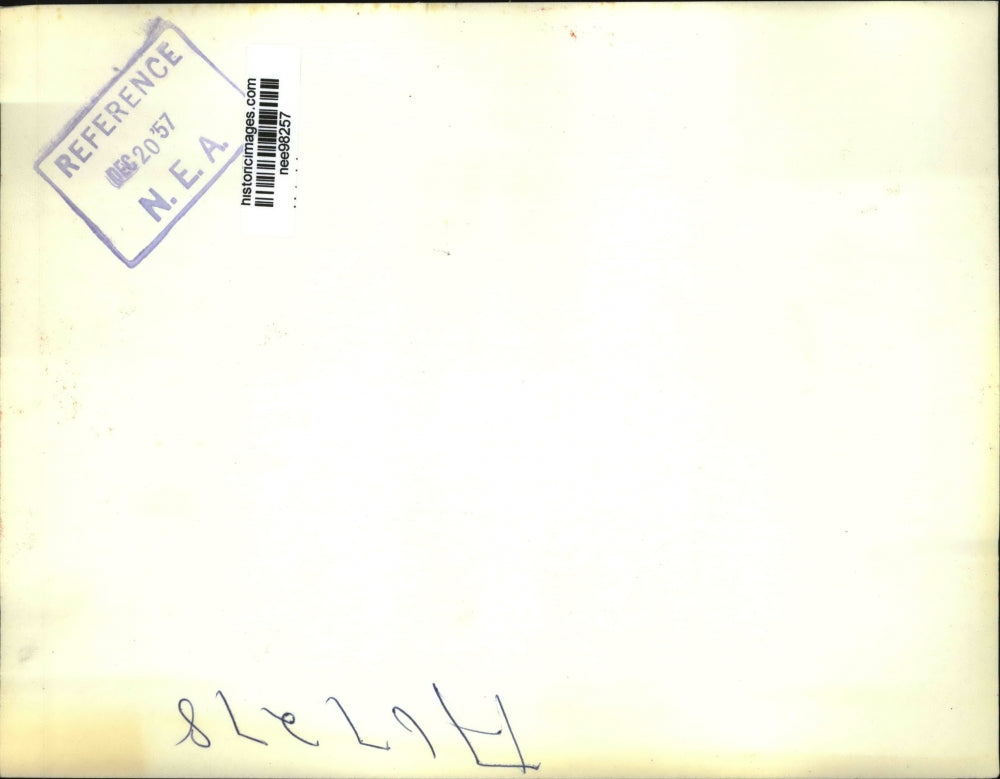 REFERENCE
DEC 20 '57
N. E. A.
historicimages.com
nee98257